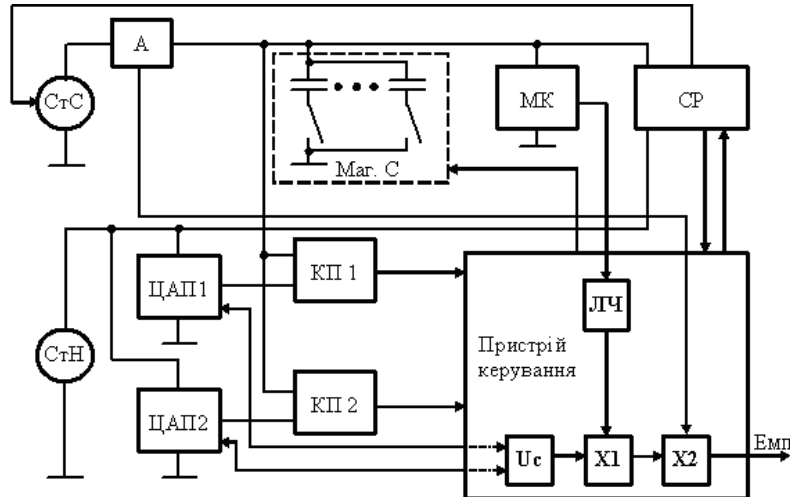 А
СтС
Маг. С
МК
СР
ЦАП1
КП 1
ЛЧ
СтН
Пристрій
керування
ЦАП2
КП 2
Uc
X1
X2
Емп